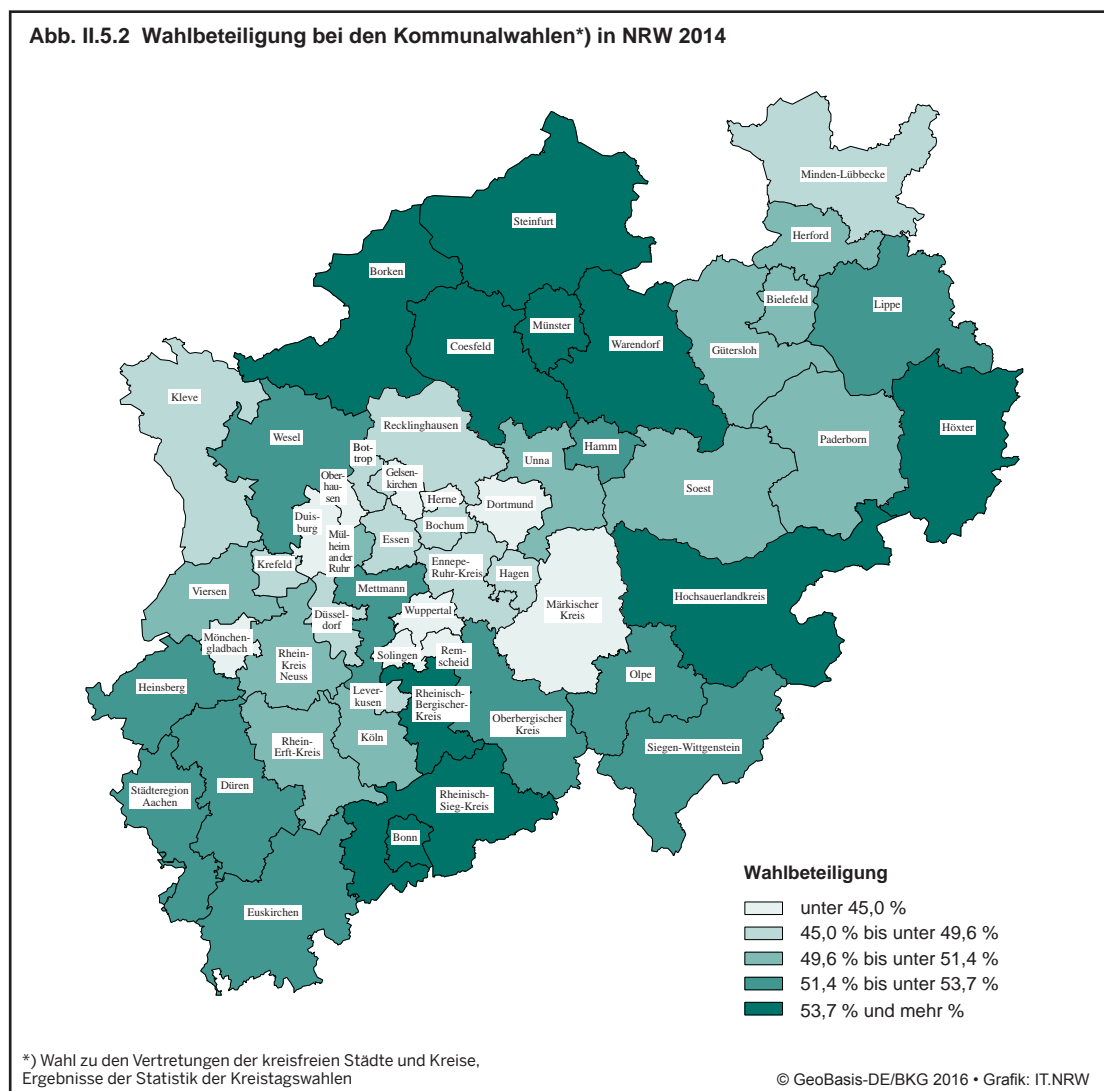 Abb. II.5.2 Wahlbeteiligung bei den Kommunalwahlen*) in NRW 2014
Minden-Lübbecke
Steinfurt
Herford
Borken
Bielefeld
Lippe
Münster
Coesfeld
Warendorf
Gütersloh
Kleve
Recklinghausen
Wesel
Höxter
Paderborn
Hamm
Bot-
trop
Unna
Gelsen-
kirchen
Ober-
hau-
sen
Soest
Herne
Dortmund
Duis-
burg
Bochum
Mülheim
an der
Ruhr
Essen
Krefeld
Ennepe-
Ruhr-Kreis
Hagen
Viersen
Mettmann
Hochsauerlandkreis
Märkischer
Kreis
Wuppertal
Düssel-
dorf
Mönchen-
gladbach
Solingen
Rem-
scheid
Rhein-
Kreis
Neuss
Olpe
Heinsberg
Lever-
kusen
Rheinisch-
Bergischer-
Kreis
Oberbergischer
Kreis
Köln
Rhein-
Erft-Kreis
Siegen-Wittgenstein
Düren
Städteregion
Aachen
Rheinisch-
Sieg-Kreis
Bonn
Euskirchen
Wahlbeteiligung
unter 45,0 %
45,0 % bis unter 49,6 %
49,6 % bis unter 51,4 %
51,4 % bis unter 53,7 %
53,7 % und mehr %
*) Wahl zu den Vertretungen der kreisfreien Städte und Kreise,
Ergebnisse der Statistik der Kreistagswahlen
© GeoBasis-DE/BKG 2016 • Grafik: IT.NRW